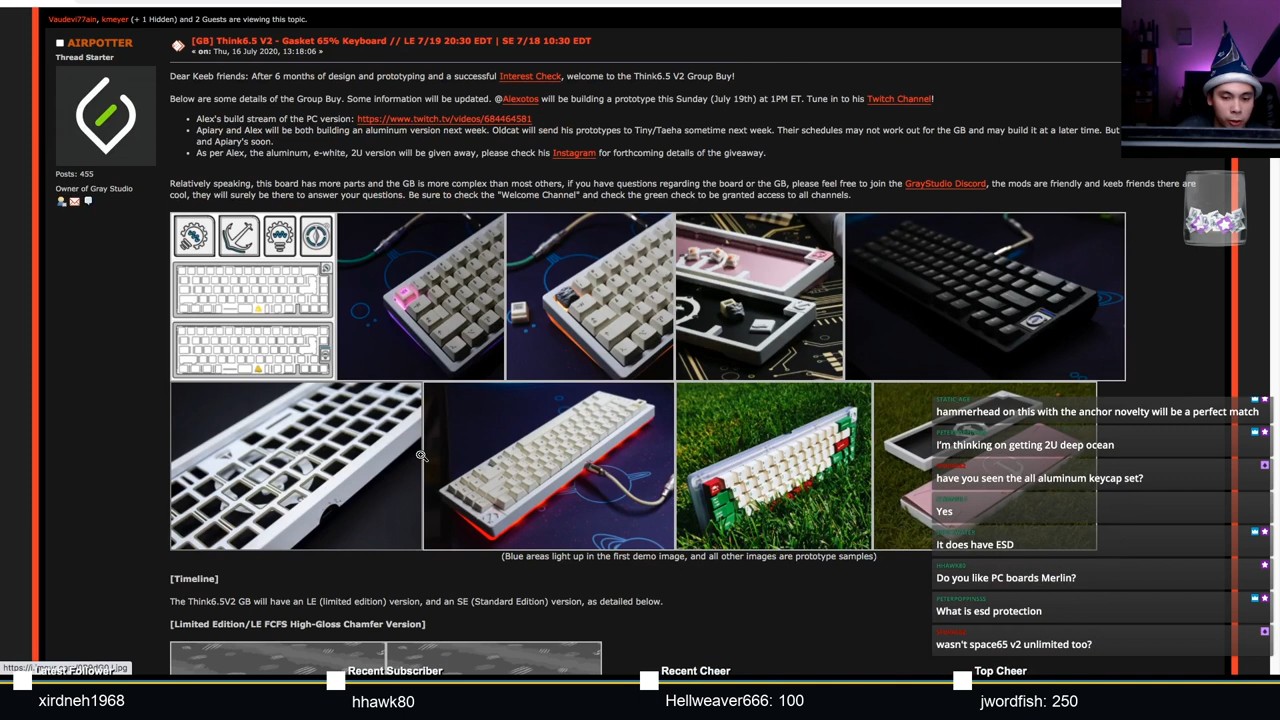 Vaudevi77ain, kmeyer (+ 1 Hidden) and 2 Guests are viewing this topic.
AIRPOTTER
Thread Starter
Posts: 455
Owner of Gray Studio
[GB] Think6.5 V2 - Gasket 65% Keyboard // LE 7/19 20:30 EDT | SE 7/18 10:30 EDT
« on: Thu, 16 July 2020, 13:18:06 »
Dear Keeb friends: After 6 months of design and prototyping and a successful Interest Check, welcome to the Think6.5 V2 Group Buy!
Below are some details of the Group Buy. Some information will be updated. @Alexotos will be building a prototype this Sunday (July 19th) at 1PM ET. Tune in to his Twitch Channel!
Alex's build stream of the PC version: https://www.twitch.tv/videos/684464581
Apiary and Alex will be both building an aluminum version next week. Oldcat will send his prototypes to Tiny/Taeha sometime next week. Their schedules may not work out for the GB and may build it at a later time. But
and Apiary's soon.
As per Alex, the aluminum, e-white, 2U version will be given away, please check his Instagram for forthcoming details of the giveaway.
Relatively speaking, this board has more parts and the GB is more complex than most others, if you have questions regarding the board or the GB, please feel free to join the GrayStudio Discord, the mods are friendly and keeb friends there are
cool, they will surely be there to answer your questions. Be sure to check the "Welcome Channel" and check the green check to be granted access to all channels.
(Blue areas light up in the first demo image, and all other images are prototype samples)
[Timeline]
The Think6.5V2 GB will have an LE (limited edition) version, and an SE (Standard Edition) version, as detailed below.
[Limited Edition/LE FCFS High-Gloss Chamfer Version]
hammerhead on this with the anchor novelty will be a perfect match
I'm thinking on getting 2U deep ocean
have you seen the all aluminum keycap set?
Yes
It does have ESD
HHAWK80
Do you like PC boards Merlin?
PETERPOPPINSSS
What is esd protection
wasn't space65 v2 unlimited too?
Latest Follower
xirdneh1968
Recent Subscriber
hhawk80
Recent Cheer
Hellweaver666: 100
Top Cheer
jwordfish: 250